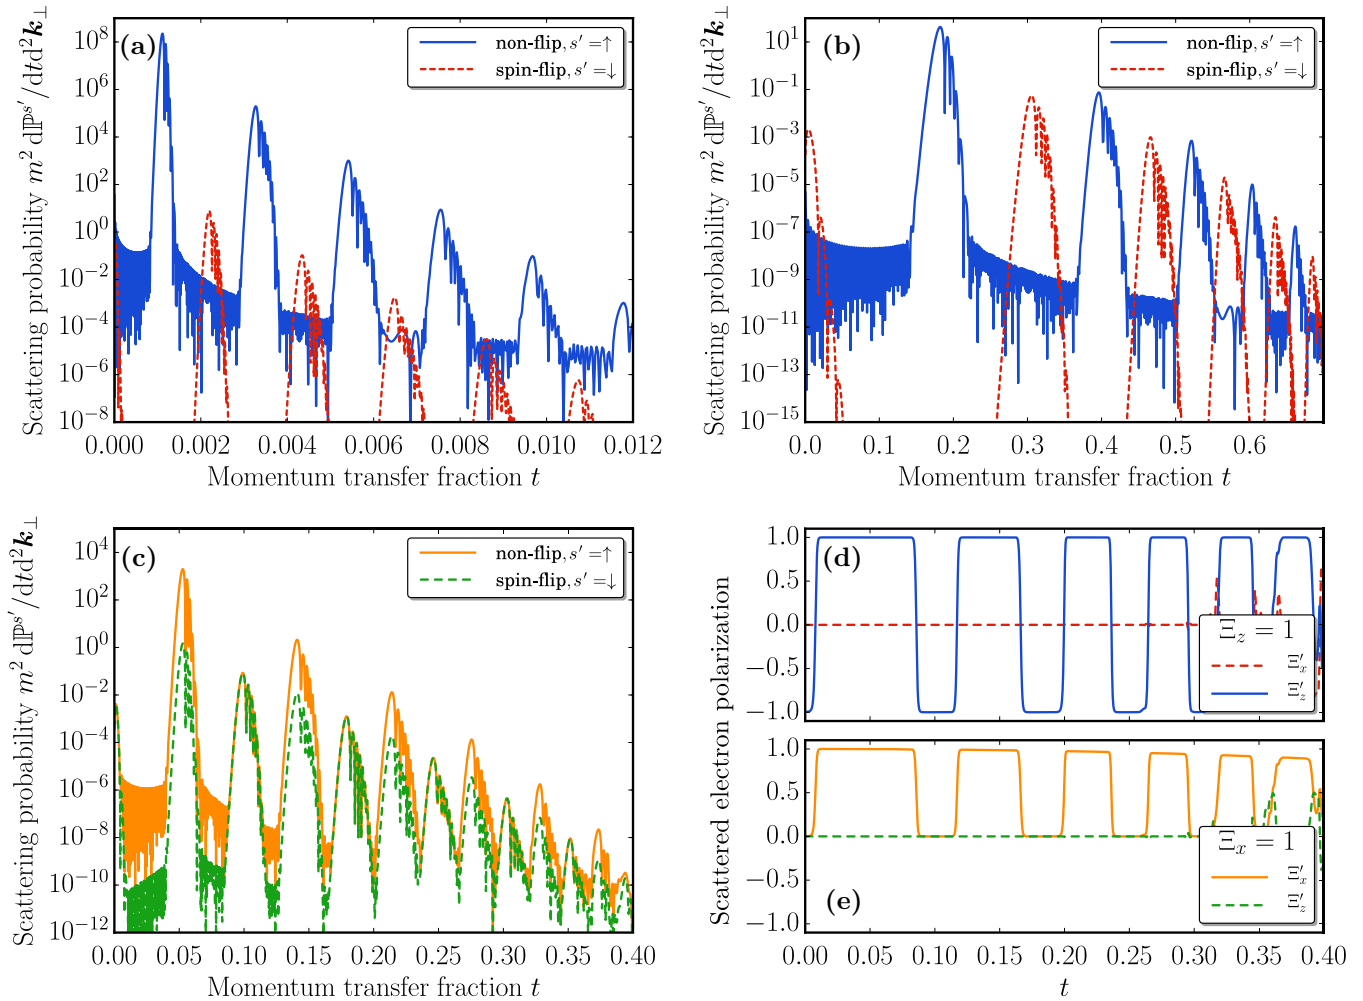 (a)
non-flip, s′ =↑
spin-flip, s′ =↓
Scattering probability m² dℙˢ′/dtd²k⊥
10⁸
10⁶
10⁴
10²
10⁰
10⁻²
10⁻⁴
10⁻⁶
10⁻⁸
0.000 0.002 0.004 0.006 0.008 0.010 0.012
Momentum transfer fraction t
(b)
non-flip, s′ =↑
spin-flip, s′ =↓
Scattering probability m² dℙˢ′/dtd²k⊥
10¹
10⁻¹
10⁻³
10⁻⁵
10⁻⁷
10⁻⁹
10⁻¹¹
10⁻¹³
10⁻¹⁵
0.0 0.1 0.2 0.3 0.4 0.5 0.6
Momentum transfer fraction t
(c)
non-flip, s′ =↑
spin-flip, s′ =↓
Scattering probability m² dℙˢ′/dtd²k⊥
10⁴
10²
10⁰
10⁻²
10⁻⁴
10⁻⁶
10⁻⁸
10⁻¹⁰
10⁻¹²
0.00 0.05 0.10 0.15 0.20 0.25 0.30 0.35 0.40
Momentum transfer fraction t
Scattered electron polarization
(d)
1.0
0.5
0.0
−0.5
−1.0
Ξz = 1
Ξ′x
Ξ′z
1.0
0.5
0.0
−0.5
−1.0
(e)
Ξx = 1
Ξ′x
Ξ′z
0.00 0.05 0.10 0.15 0.20 0.25 0.30 0.35 0.40
t